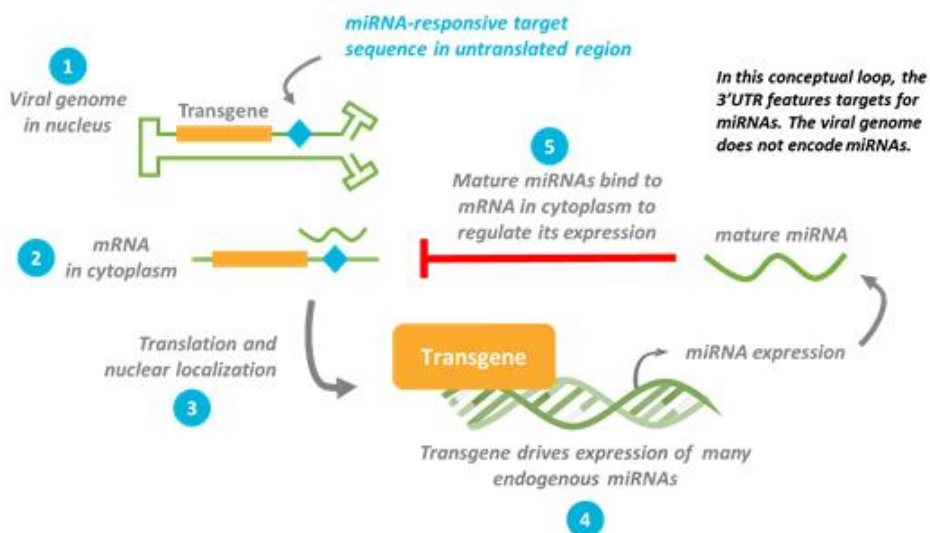 miRNA-responsive target
sequence in untranslated region
1
Viral genome
in nucleus
Transgene
In this conceptual loop, the
3'UTR features targets for
miRNAs. The viral genome
does not encode miRNAs.
5
Mature miRNAs bind to
mRNA in cytoplasm to
regulate its expression
2
mRNA
in cytoplasm
mature miRNA
Translation and
nuclear localization
3
Transgene
miRNA expression
Transgene drives expression of many
endogenous miRNAs
4